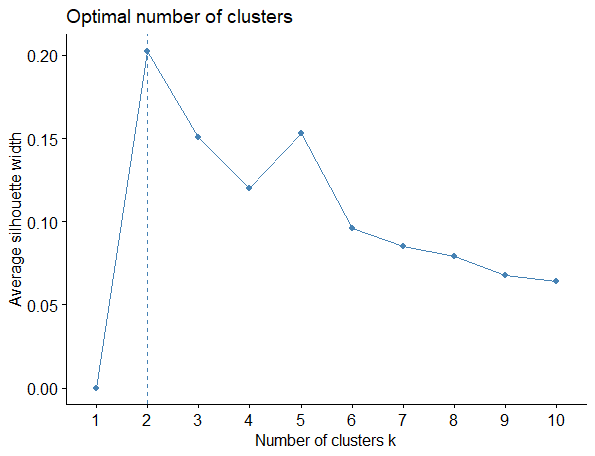 Optimal number of clusters
Average silhouette width
0.20
0.15
0.10
0.05
0.00
1 2 3 4 5 6 7 8 9 10
Number of clusters k